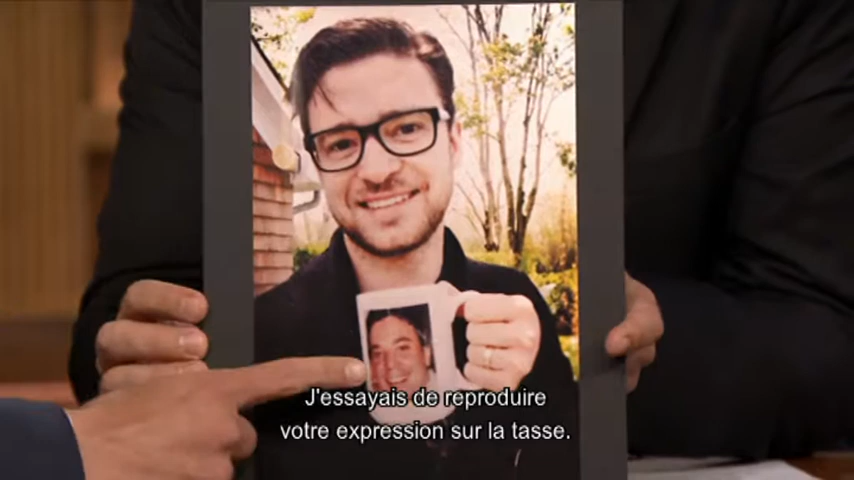 J'essayais de reproduire
votre expression sur la tasse.